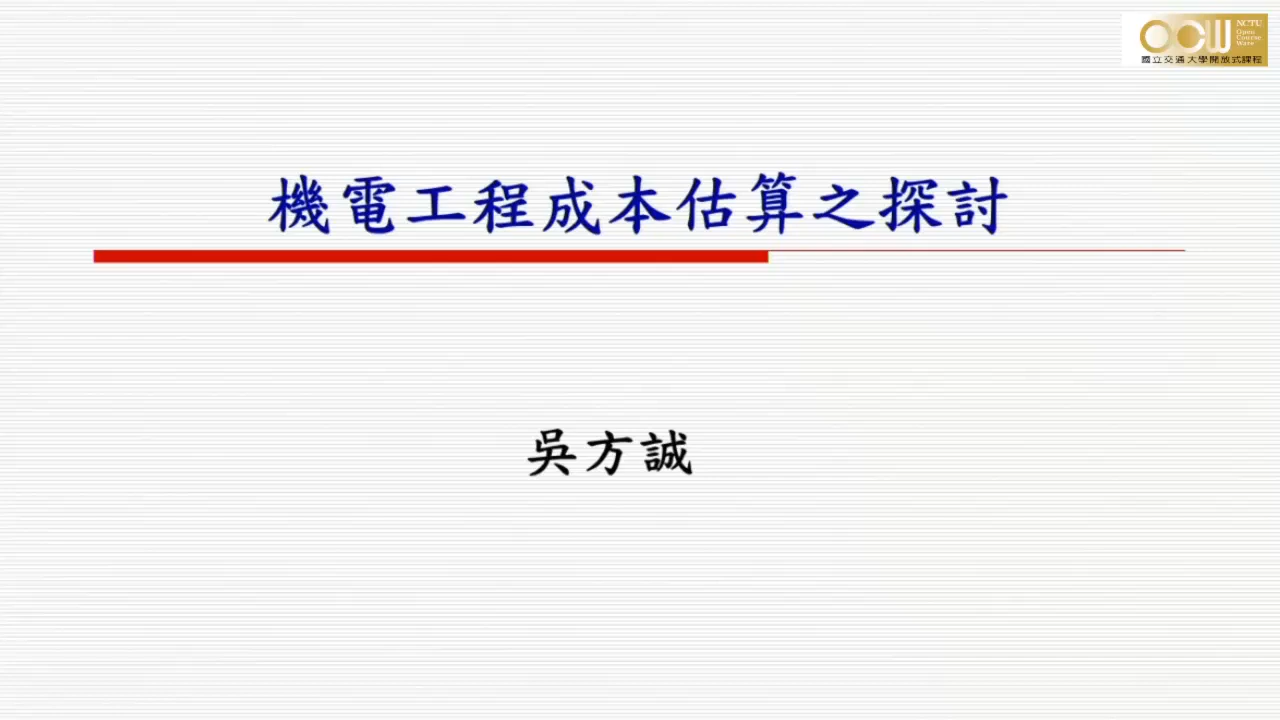 OCW
NCTU
Open
Course
Ware
國立交通大學開放式課程
機電工程成本估算之探討
吳方誠